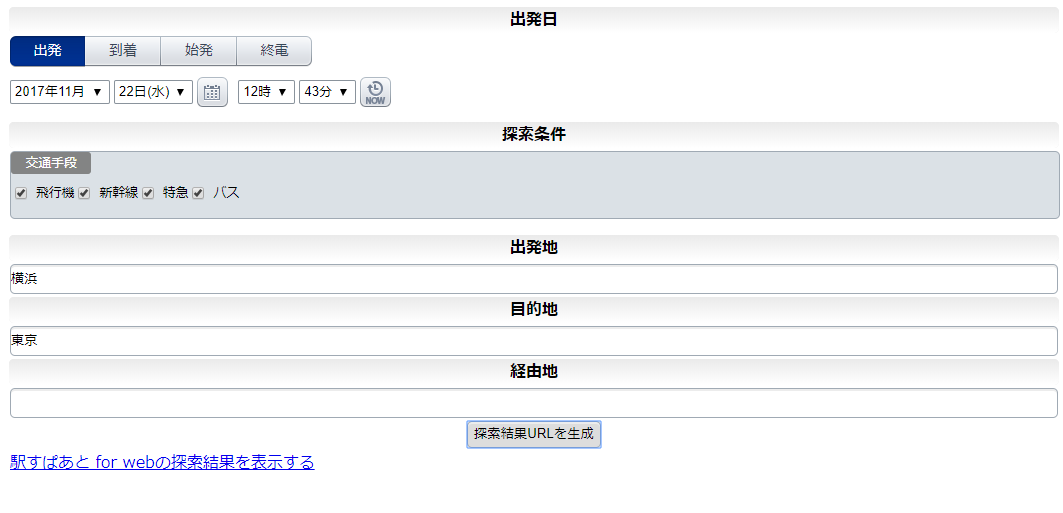 出発日
出発 到着 始発 終電
2017年11月 ▼ 22日(水) ▼ 12時 ▼ 43分 ▼ NOW
探索条件
交通手段
飛行機 新幹線 特急 バス
出発地
横浜
目的地
東京
経由地
探索結果URLを生成
駅すぱあと for webの探索結果を表示する